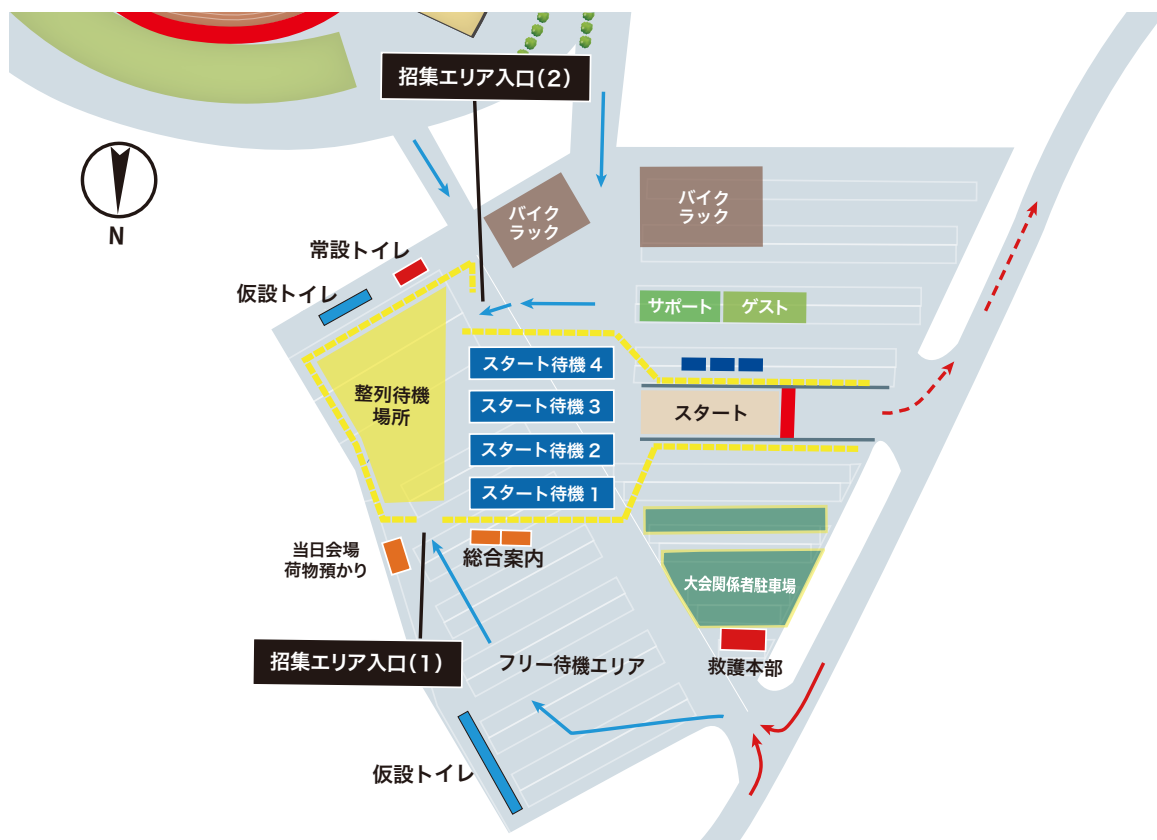 招集エリア入口(2)
N
バイク
ラック
バイク
ラック
常設トイレ
仮設トイレ
サポート
ゲスト
スタート待機 4
整列待機
場所
スタート待機 3
スタート
スタート待機 2
スタート待機 1
当日会場
荷物預かり
総合案内
大会関係者駐車場
招集エリア入口(1)
フリー待機エリア
救護本部
仮設トイレ